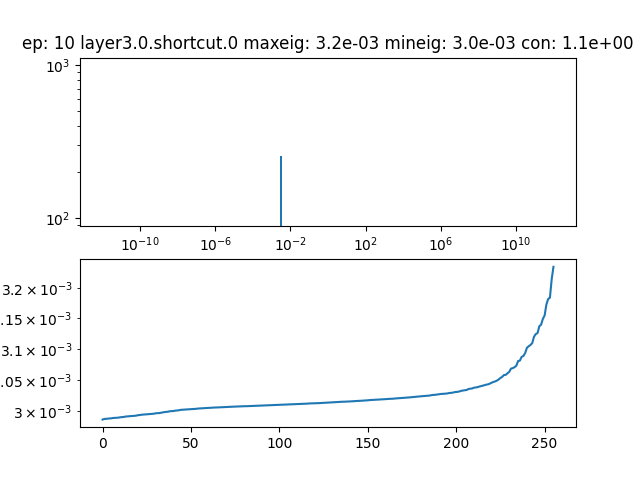 ep: 10 layer3.0.shortcut.0 maxeig: 3.2e-03 mineig: 3.0e-03 con: 1.1e+00
10³
10²
10⁻¹⁰ 10⁻⁶ 10⁻² 10² 10⁶ 10¹⁰
3.2 × 10⁻³
.15 × 10⁻³
3.1 × 10⁻³
.05 × 10⁻³
3 × 10⁻³
0 50 100 150 200 250